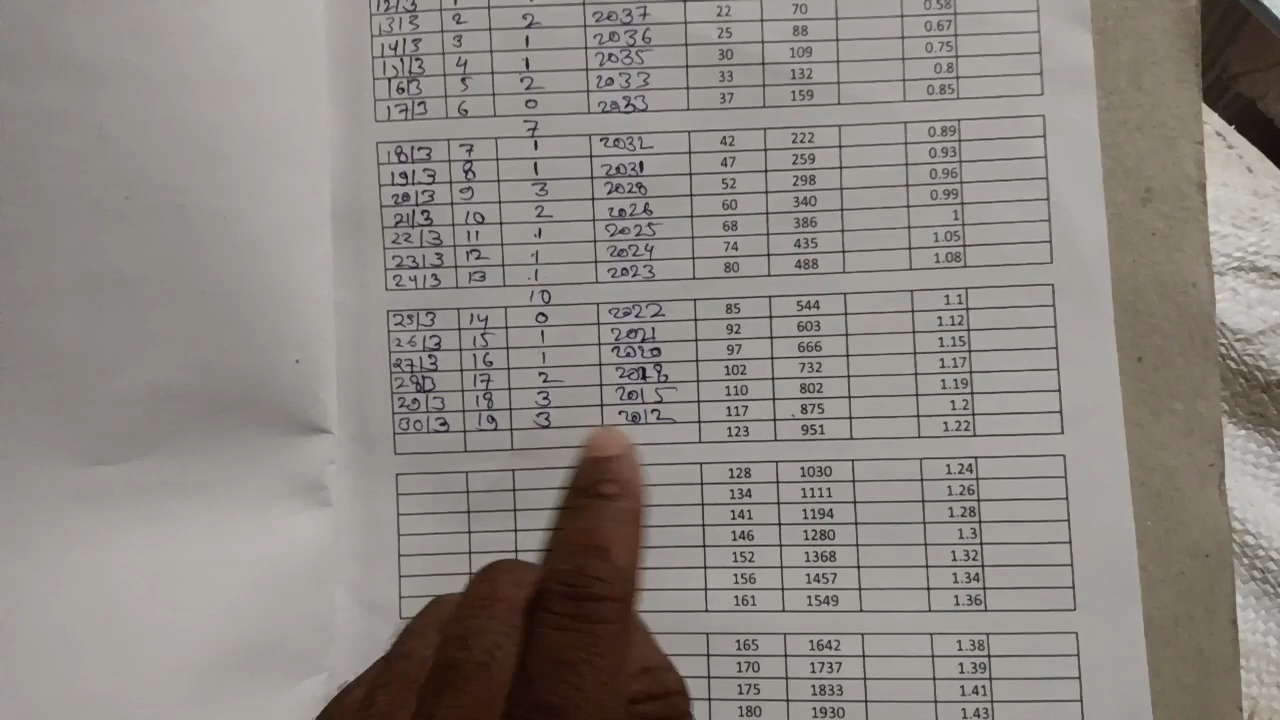 12/3 0.58
13/3 2 2 2037 22 70 0.67
14/3 3 1 2036 25 88 0.75
15/3 4 1 2035 30 109 0.8
16/3 5 2 2033 33 132 0.85
17/3 6 0 2033 37 159
7
18/3 7 1 2032 42 222 0.89
19/3 8 1 2031 47 259 0.93
20/3 9 3 2028 52 298 0.96
21/3 10 2 2026 60 340 0.99
22/3 11 1 2025 68 386 1
23/3 12 1 2024 74 435 1.05
24/3 13 1 2023 80 488 1.08
10
25/3 14 0 2022 85 544 1.1
26/3 15 1 2021 92 603 1.12
27/3 16 1 2020 97 666 1.15
28/3 17 2 2018 102 732 1.17
29/3 18 3 2015 110 802 1.19
30/3 19 3 2012 117 875 1.2
123 951 1.22
128 1030 1.24
134 1111 1.26
141 1194 1.28
146 1280 1.3
152 1368 1.32
156 1457 1.34
161 1549 1.36
165 1642 1.38
170 1737 1.39
175 1833 1.41
180 1930 1.43